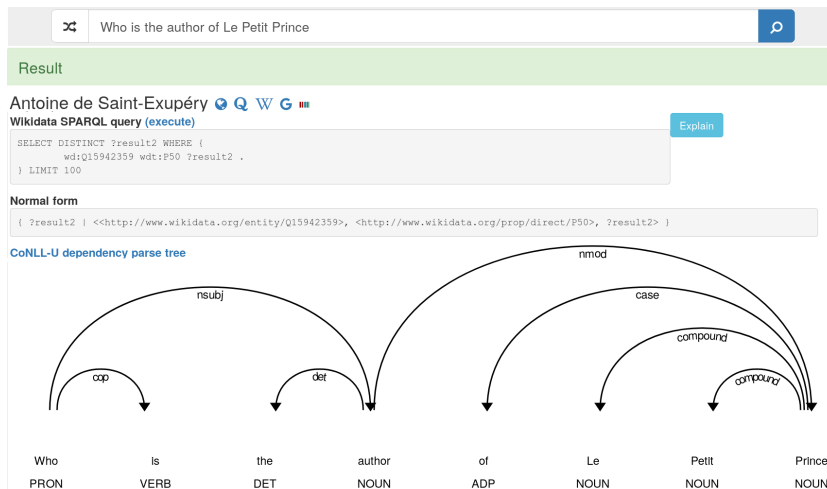 Who is the author of Le Petit Prince
Result
Antoine de Saint-Exupéry Q W G
Wikidata SPARQL query (execute)
Explain
SELECT DISTINCT ?result2 WHERE {
wd:Q15942359 wdt:P50 ?result2 .
} LIMIT 100
Normal form
{ ?result2 | <<http://www.wikidata.org/entity/Q15942359>, <http://www.wikidata.org/prop/direct/P50>, ?result2> }
CoNLL-U dependency parse tree
nmod
nsubj case
compound
cop det compound
Who is the author of Le Petit Prince
PRON VERB DET NOUN ADP NOUN NOUN NOUN